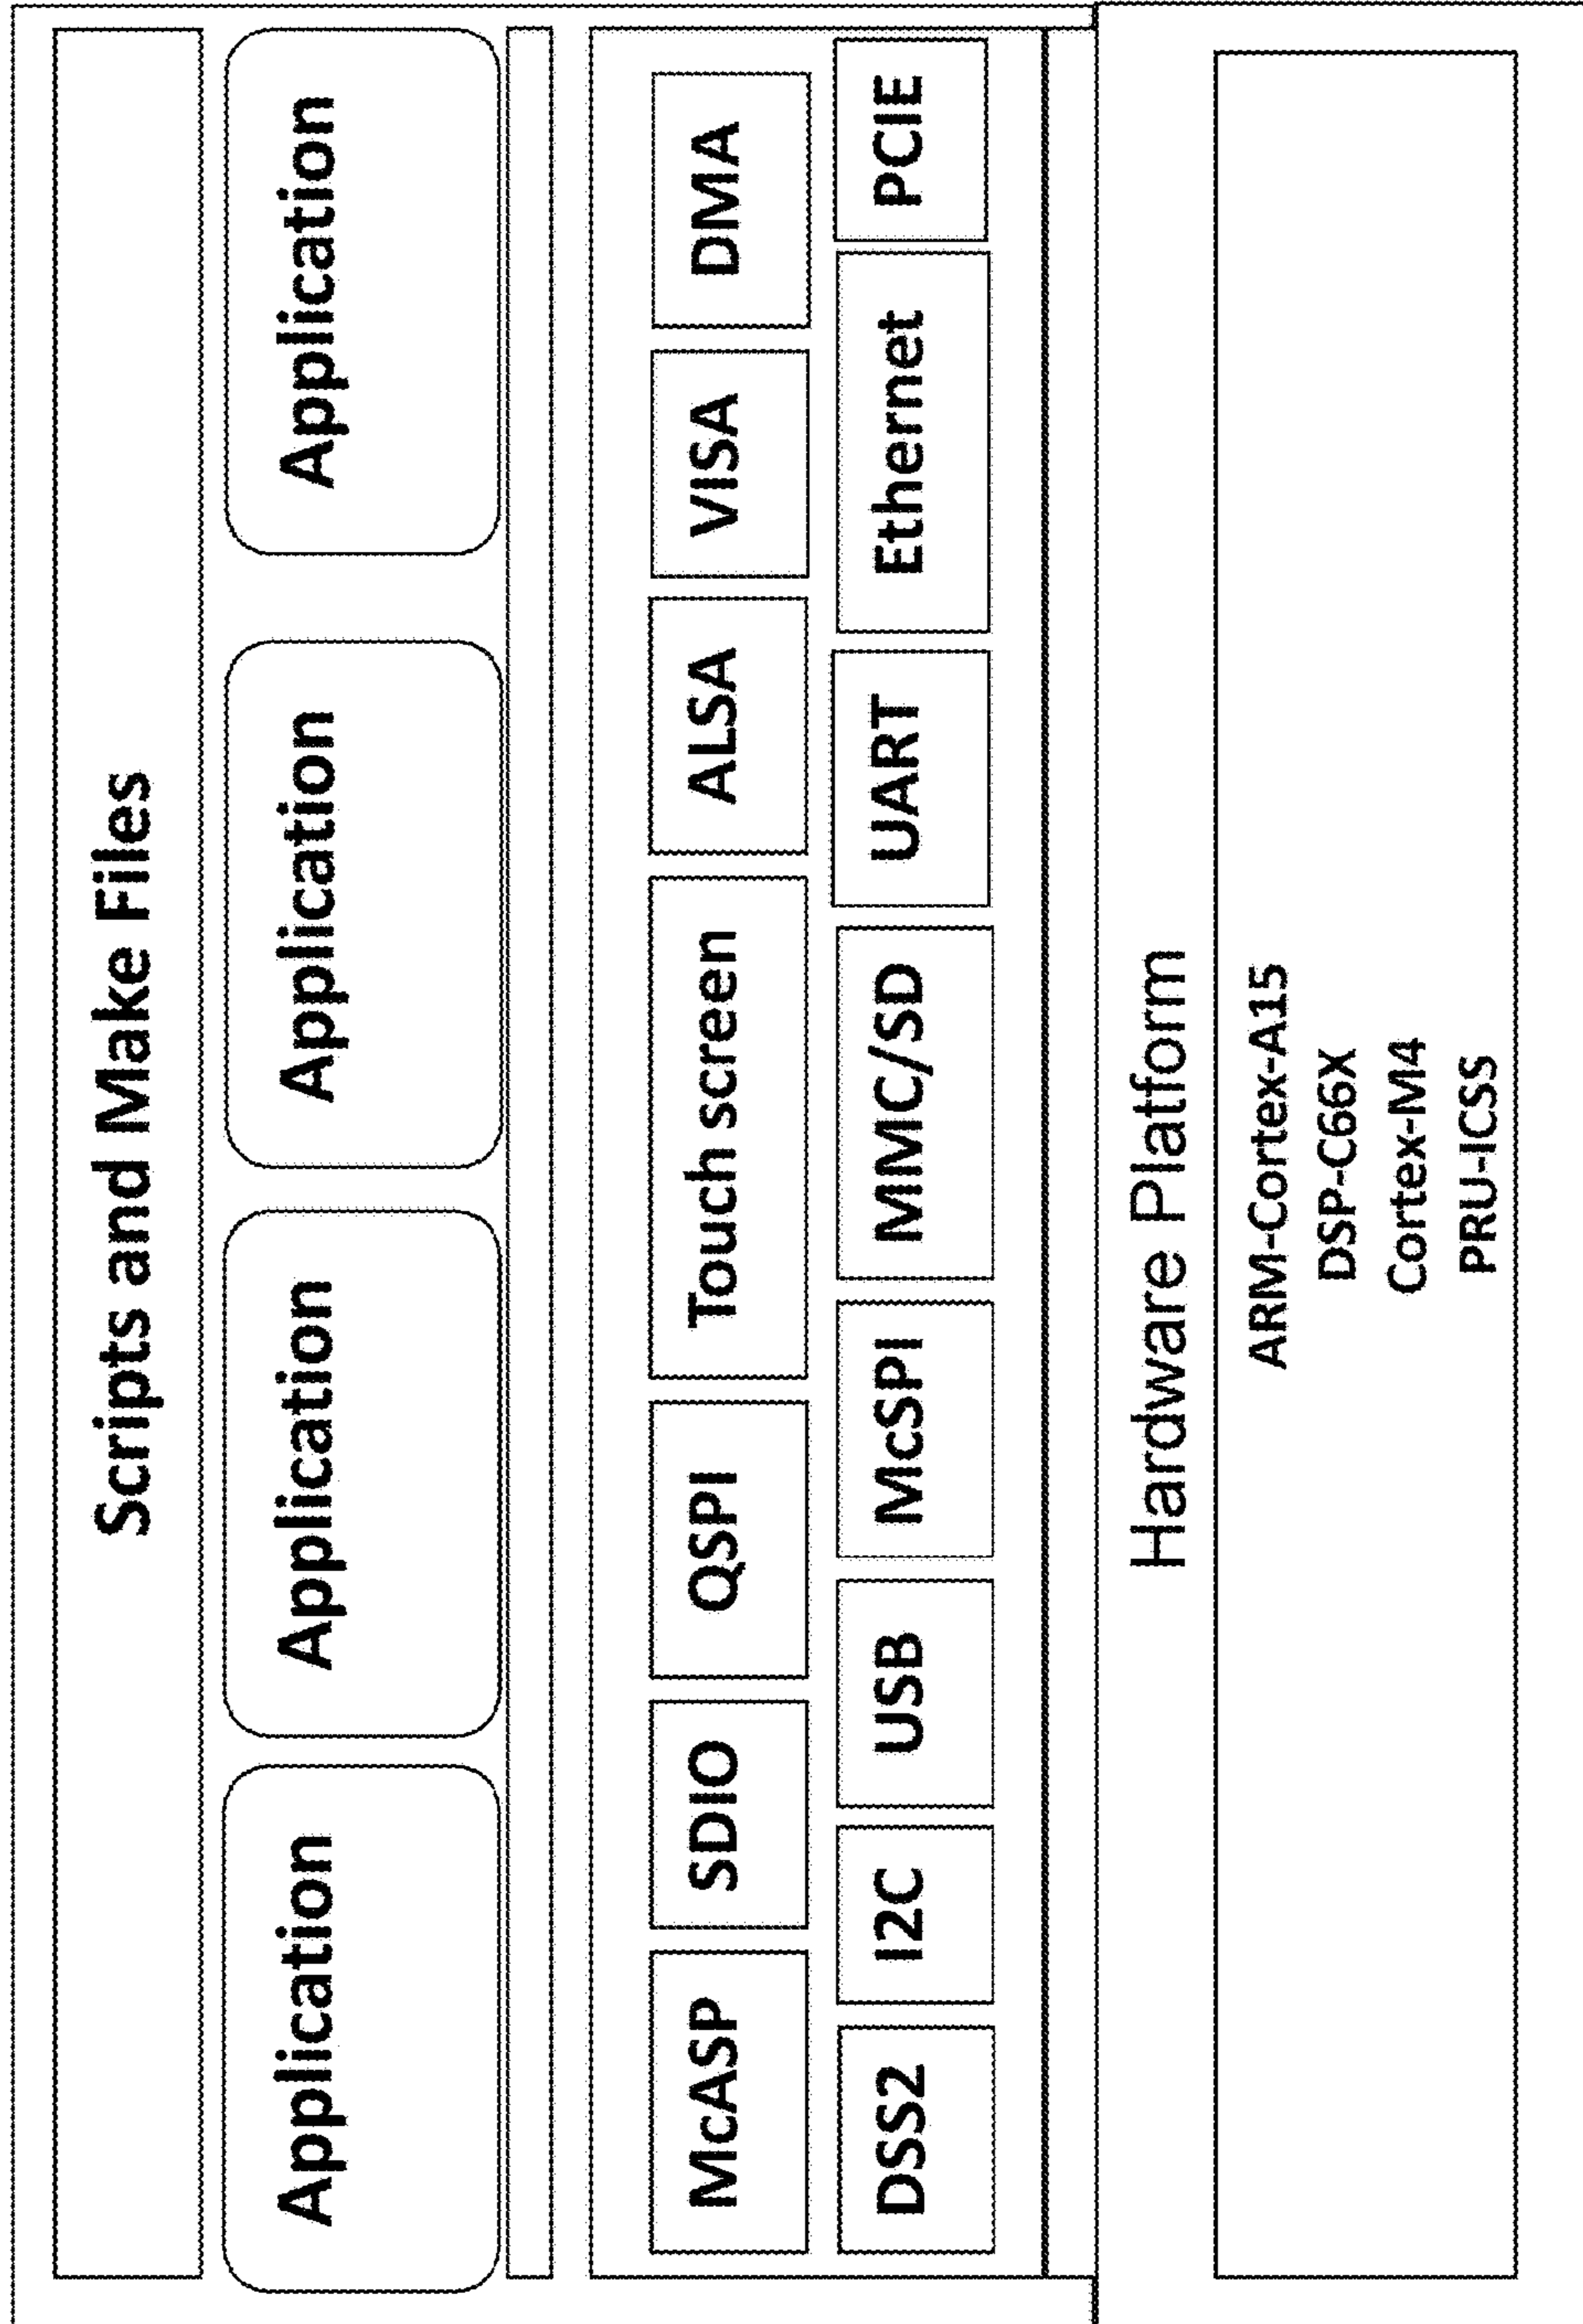 Scripts and Make Files
Application Application Application Application
McASP SDIO QSPI Touch screen ALSA VISA DMA
DSS2 I2C USB McSPI MMC/SD UART Ethernet PCIE
Hardware Platform
ARM-Cortex-A15
DSP-C66X
Cortex-M4
PRU-ICSS